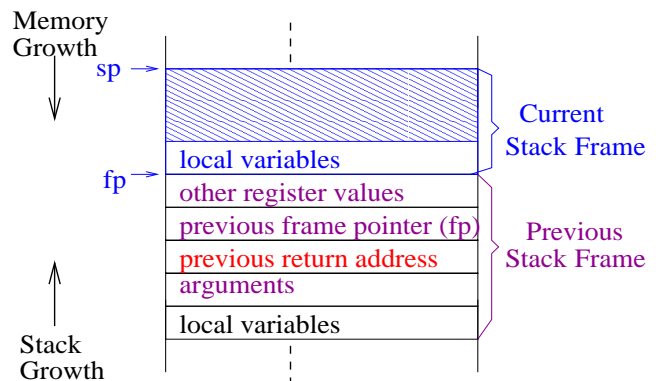 Memory
Growth
sp
Current
Stack Frame
local variables
fp
other register values
previous frame pointer (fp)
previous return address
Previous
Stack Frame
arguments
local variables
Stack
Growth